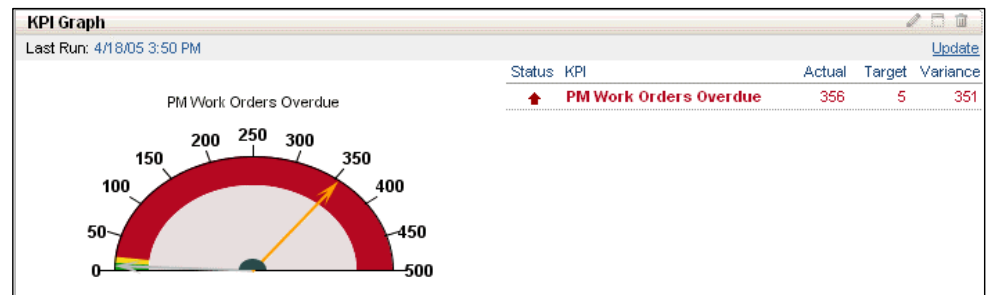 KPI Graph
Last Run: 4/18/05 3:50 PM
Update
Status KPI Actual Target Variance
PM Work Orders Overdue 356 5 351
PM Work Orders Overdue
0
50
100
150
200
250
300
350
400
450
500